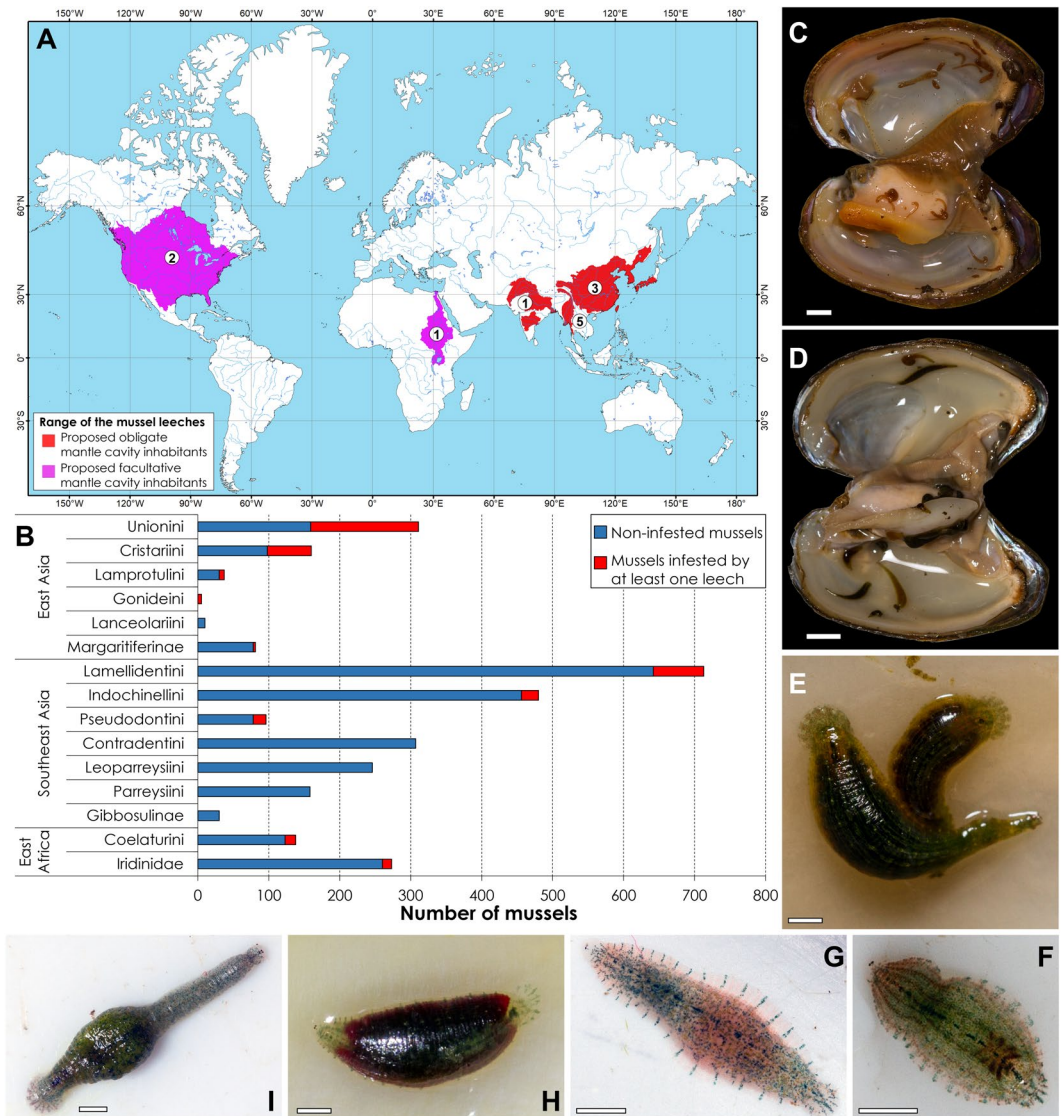 150°W 120°W 90°W 60°W 30°W 0° 30°E 60°E 90°E 120°E 150°E 180°
A
60°N 60°N
30°N 30°N
0° 0°
30°S 30°S
2
1
1
3
5
Range of the mussel leeches
Proposed obligate
mantle cavity inhabitants
Proposed facultative
mantle cavity inhabitants
150°W 120°W 90°W 60°W 30°W 0° 30°E 60°E 90°E 120°E 150°E 180°
B
East Asia
Unionini
Cristariini
Lamprotulini
Gonideini
Lanceolariini
Margaritiferinae
Southeast Asia
Lamellidentini
Indochinellini
Pseudodontini
Contradentini
Leoparreysiini
Parreysiini
Gibbosulinae
East
Africa
Coelaturini
Iridinidae
Non-infested mussels
Mussels infested by
at least one leech
0 100 200 300 400 500 600 700 800
Number of mussels
C
D
E
I
H
G
F